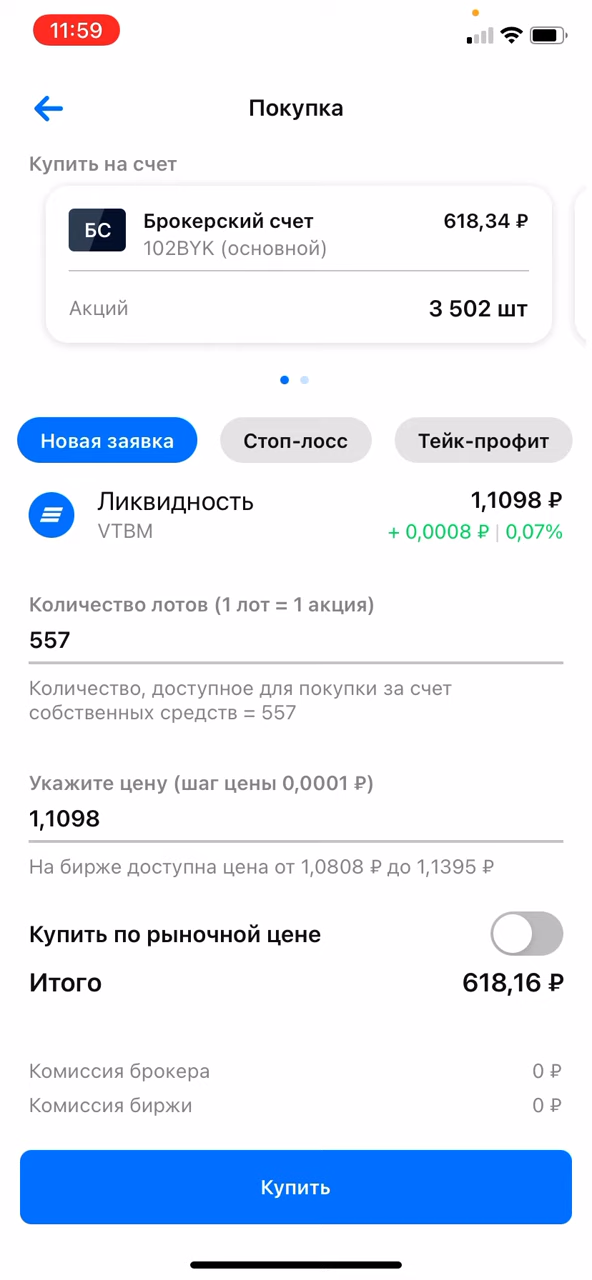 11:59
Покупка
Купить на счет
БС
Брокерский счет
618,34 ₽
102BYK (основной)
Акций
3 502 шт
Новая заявка
Стоп-лосс
Тейк-профит
Ликвидность
1,1098 ₽
VTBM
+ 0,0008 ₽ | 0,07%
Количество лотов (1 лот = 1 акция)
557
Количество, доступное для покупки за счет
собственных средств = 557
Укажите цену (шаг цены 0,0001 ₽)
1,1098
На бирже доступна цена от 1,0808 ₽ до 1,1395 ₽
Купить по рыночной цене
Итого
618,16 ₽
Комиссия брокера
0 ₽
Комиссия биржи
0 ₽
Купить